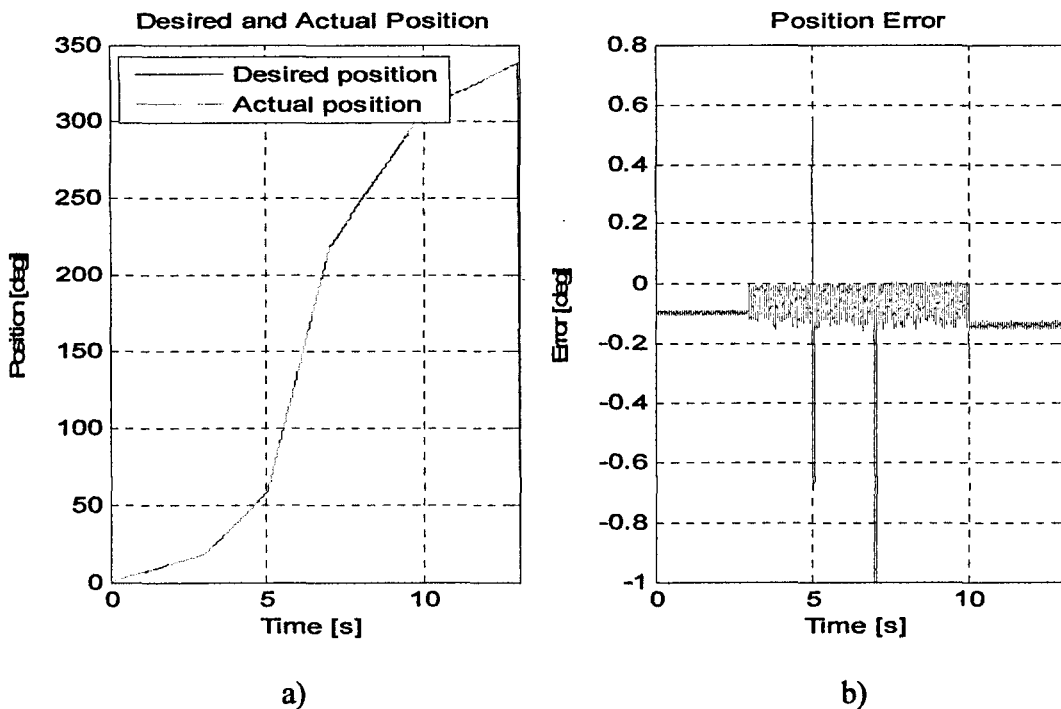 Desired and Actual Position
350
300
250
200
150
100
50
0
Position [deg]
Desired position
Actual position
0
5
10
Time [s]
a)
Position Error
0.8
0.6
0.4
0.2
0
-0.2
-0.4
-0.6
-0.8
-1
Error [deg]
0
5
10
Time [s]
b)